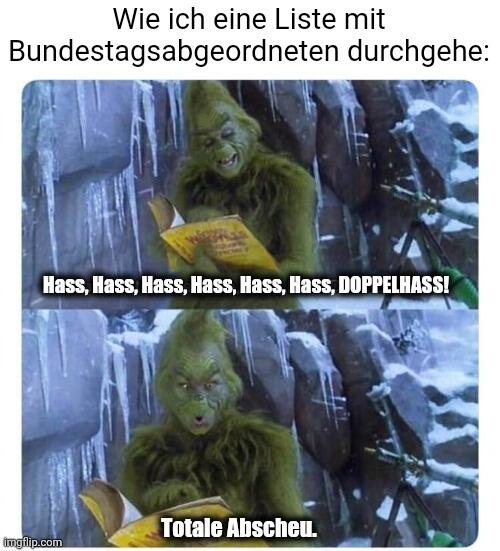 Wie ich eine Liste mit
Bundestagsabgeordneten durchgehe:
Hass, Hass, Hass, Hass, Hass, Hass, DOPPELHASS!
Totale Abscheu.
imgflip.com